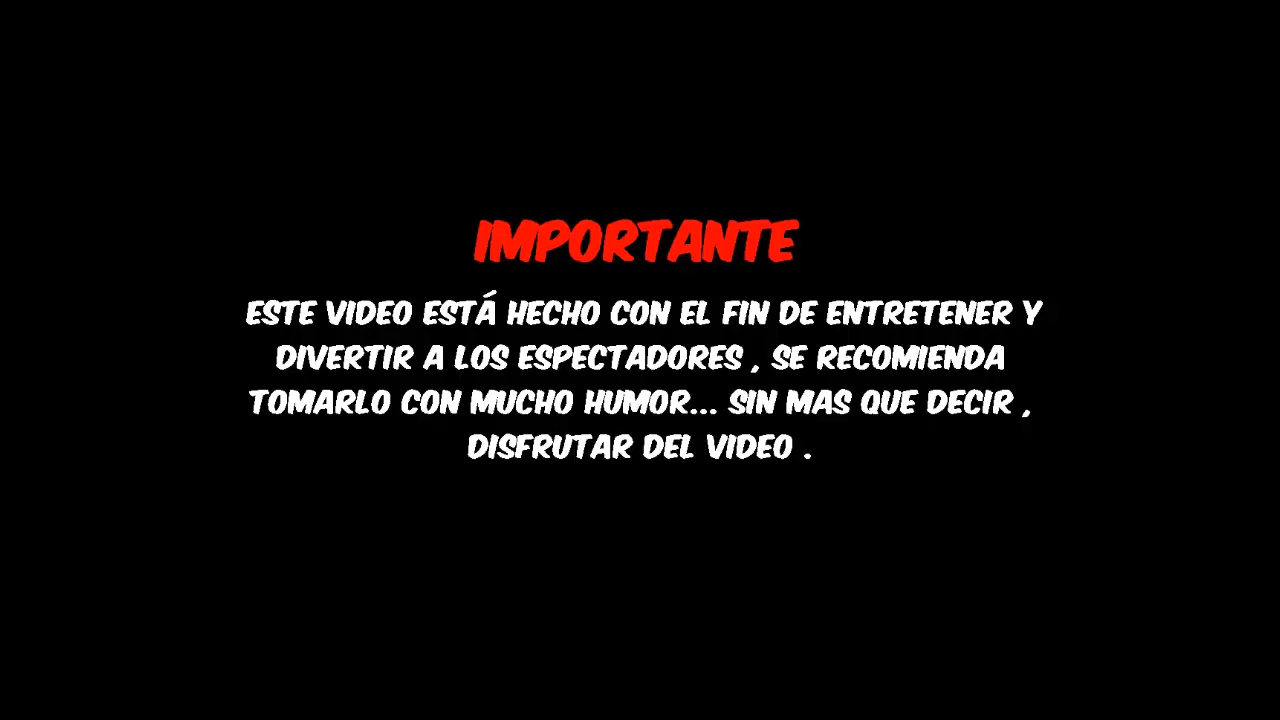 IMPORTANTE
ESTE VIDEO ESTÁ HECHO CON EL FIN DE ENTRETENER Y
DIVERTIR A LOS ESPECTADORES , SE RECOMIENDA
TOMARLO CON MUCHO HUMOR... SIN MAS QUE DECIR ,
DISFRUTAR DEL VIDEO .